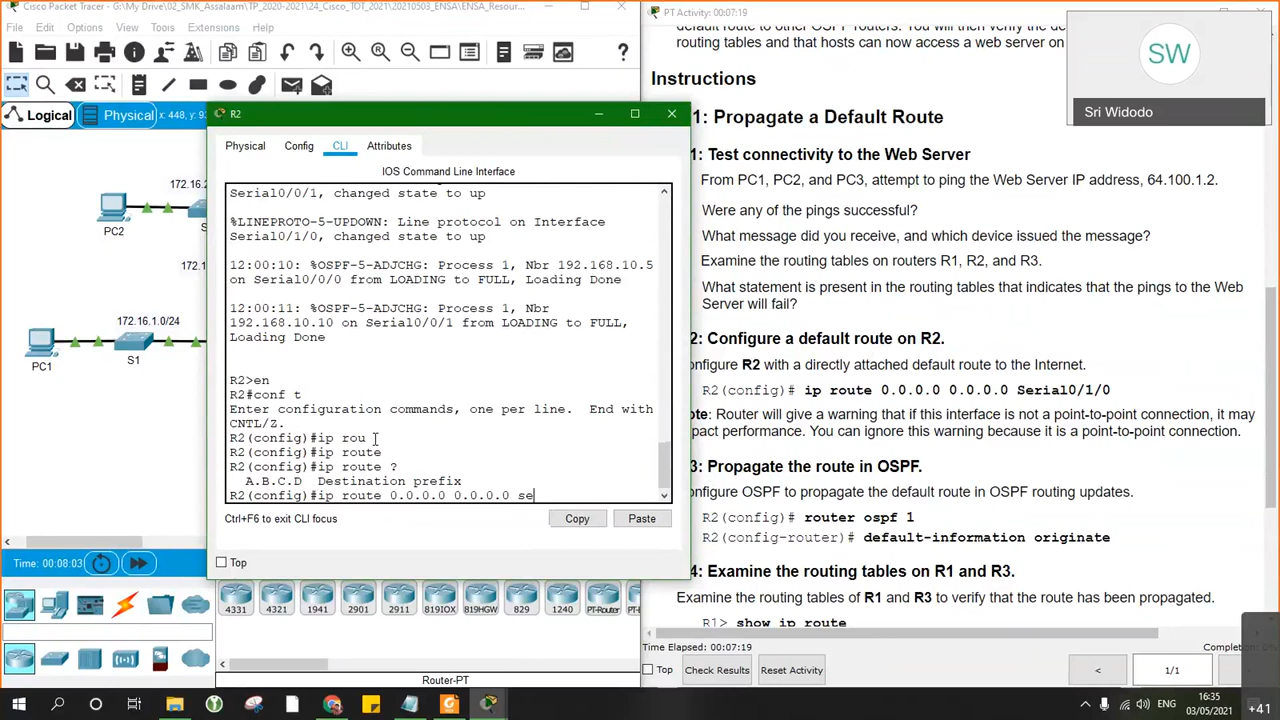 Cisco Packet Tracer - G:\My Drive\02_SMK_Assalaam\TP_2020-2021\24_Cisco_TOT_2021\20210503_ENSA\ENSA_Resour...
File Edit Options View Tools Extensions Help
Logical
Physical
x: 448, y: 93
172.16.2
PC2
172.16.1.0/24
PC1
S1
Time: 00:08:03
R2
Physical Config CLI Attributes
IOS Command Line Interface
Serial0/0/1, changed state to up
%LINEPROTO-5-UPDOWN: Line protocol on Interface
Serial0/1/0, changed state to up
12:00:10: %OSPF-5-ADJCHG: Process 1, Nbr 192.168.10.5
on Serial0/0/0 from LOADING to FULL, Loading Done
12:00:11: %OSPF-5-ADJCHG: Process 1, Nbr
192.168.10.10 on Serial0/0/1 from LOADING to FULL,
Loading Done
R2>en
R2#conf t
Enter configuration commands, one per line. End with
CNTL/Z.
R2(config)#ip rou
R2(config)#ip route
R2(config)#ip route ?
A.B.C.D Destination prefix
R2(config)#ip route 0.0.0.0 0.0.0.0 se
Ctrl+F6 to exit CLI focus
Copy
Paste
Top
4331 4321 1941 2901 2911 819IOX 819HGW 829 1240 PT-Router
Router-PT
PT Activity: 00:07:19
default route to other OSPF routers. You will then verify the default
routing tables and that hosts can now access a web server on
Instructions
1: Propagate a Default Route
1: Test connectivity to the Web Server
From PC1, PC2, and PC3, attempt to ping the Web Server IP address, 64.100.1.2.
Were any of the pings successful?
What message did you receive, and which device issued the message?
Examine the routing tables on routers R1, R2, and R3.
What statement is present in the routing tables that indicates that the pings to the Web
Server will fail?
2: Configure a default route on R2.
onfigure R2 with a directly attached default route to the Internet.
R2(config)# ip route 0.0.0.0 0.0.0.0 Serial0/1/0
ote: Router will give a warning that if this interface is not a point-to-point connection, it may
pact performance. You can ignore this warning because it is a point-to-point connection.
3: Propagate the route in OSPF.
onfigure OSPF to propagate the default route in OSPF routing updates.
R2(config)# router ospf 1
R2(config-router)# default-information originate
4: Examine the routing tables on R1 and R3.
Examine the routing tables of R1 and R3 to verify that the route has been propagated.
R1> show ip route
Time Elapsed: 00:07:19
Top
Check Results
Reset Activity
<
1/1
SW
Sri Widodo
ENG
16:35
03/05/2021
+41